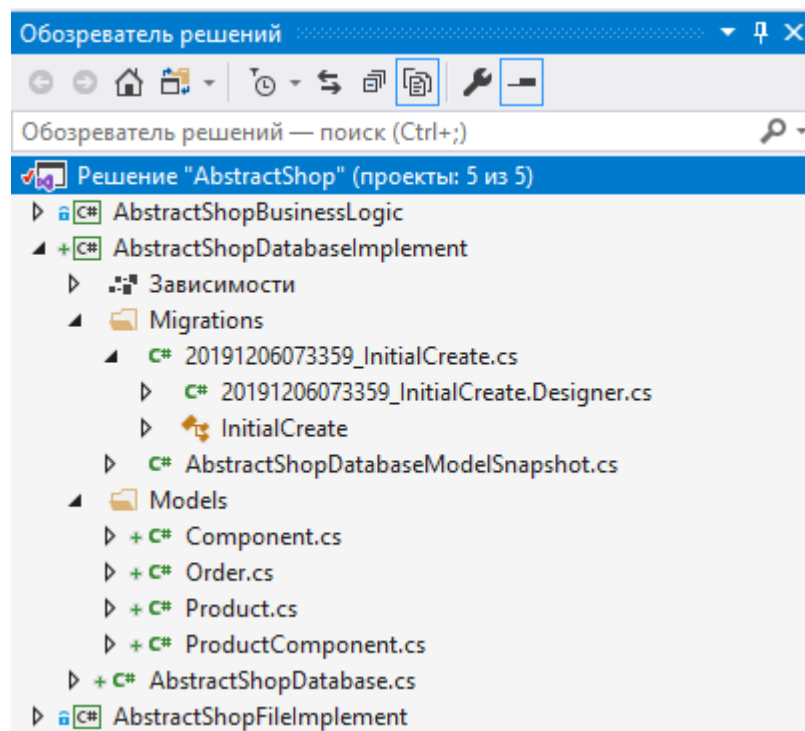 Обозреватель решений
Обозреватель решений — поиск (Ctrl+;)
Решение "AbstractShop" (проекты: 5 из 5)
C# AbstractShopBusinessLogic
+C# AbstractShopDatabaseImplement
Зависимости
Migrations
C# 20191206073359_InitialCreate.cs
C# 20191206073359_InitialCreate.Designer.cs
InitialCreate
C# AbstractShopDatabaseModelSnapshot.cs
Models
+ C# Component.cs
+ C# Order.cs
+ C# Product.cs
+ C# ProductComponent.cs
+ C# AbstractShopDatabase.cs
C# AbstractShopFileImplement